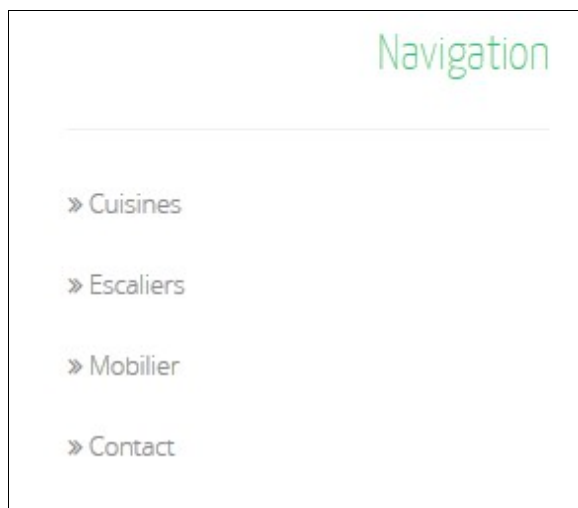 Navigation
» Cuisines
» Escaliers
» Mobilier
» Contact